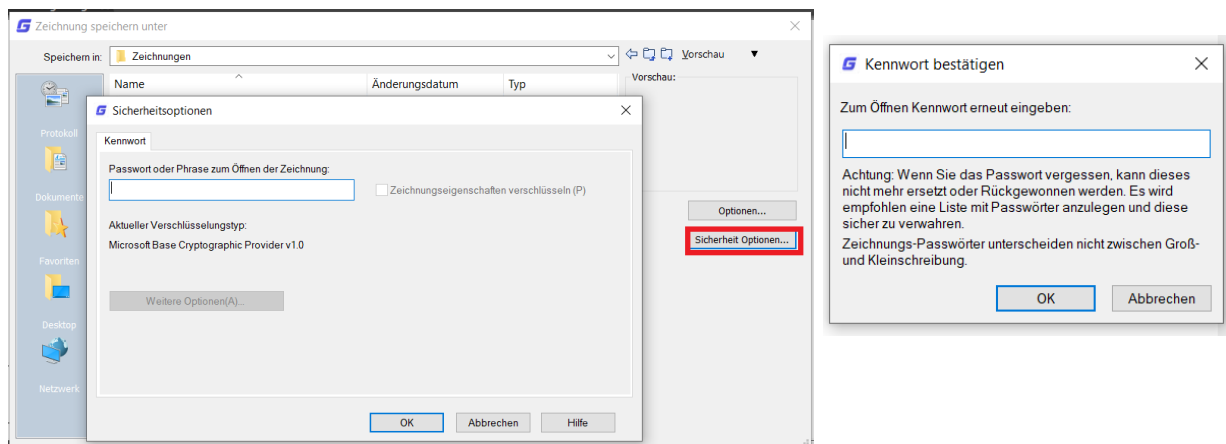 Zeichnung speichern unter
Speichern in:
Zeichnungen
Vorschau
Name
Änderungsdatum
Typ
Vorschau:
Protokoll
Dokumente
Favoriten
Desktop
Netzwerk
Optionen...
Sicherheit Optionen...
Sicherheitsoptionen
Kennwort
Passwort oder Phrase zum Öffnen der Zeichnung:
Zeichnungseigenschaften verschlüsseln (P)
Aktueller Verschlüsselungstyp:
Microsoft Base Cryptographic Provider v1.0
Weitere Optionen(A)...
OK
Abbrechen
Hilfe
Kennwort bestätigen
Zum Öffnen Kennwort erneut eingeben:
Achtung: Wenn Sie das Passwort vergessen, kann dieses
nicht mehr ersetzt oder Rückgewonnen werden. Es wird
empfohlen eine Liste mit Passwörter anzulegen und diese
sicher zu verwahren.
Zeichnungs-Passwörter unterscheiden nicht zwischen Groß-
und Kleinschreibung.
OK
Abbrechen